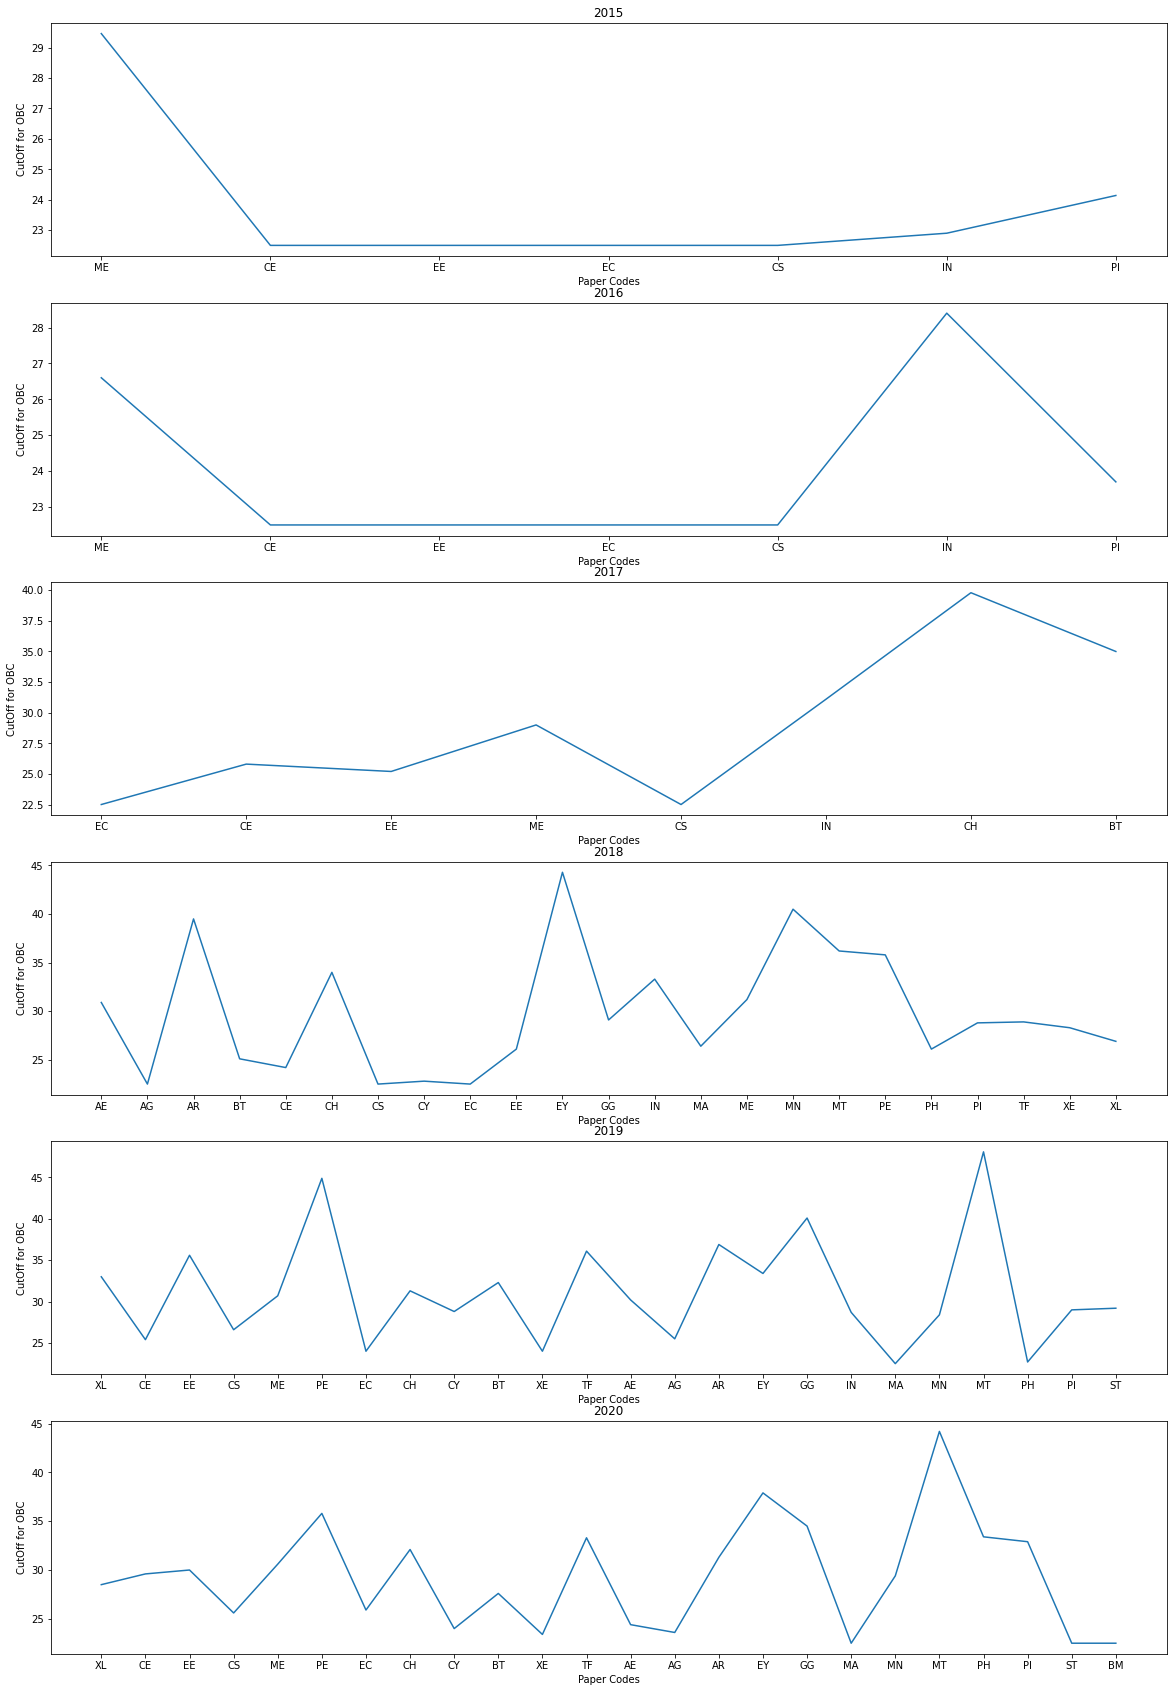 2015
29
28
27
26
25
24
23
CutOff for OBC
ME CE EE EC CS IN PI
Paper Codes
2016
28
27
26
25
24
23
CutOff for OBC
ME CE EE EC CS IN PI
Paper Codes
2017
40.0
37.5
35.0
32.5
30.0
27.5
25.0
22.5
CutOff for OBC
EC CE EE ME CS IN CH BT
Paper Codes
2018
45
40
35
30
25
CutOff for OBC
AE AG AR BT CE CH CS CY EC EE EY GG IN MA ME MN MT PE PH PI TF XE XL
Paper Codes
2019
45
40
35
30
25
CutOff for OBC
XL CE EE CS ME PE EC CH CY BT XE TF AE AG AR EY GG IN MA MN MT PH PI ST
Paper Codes
2020
45
40
35
30
25
CutOff for OBC
XL CE EE CS ME PE EC CH CY BT XE TF AE AG AR EY GG MA MN MT PH PI ST BM
Paper Codes